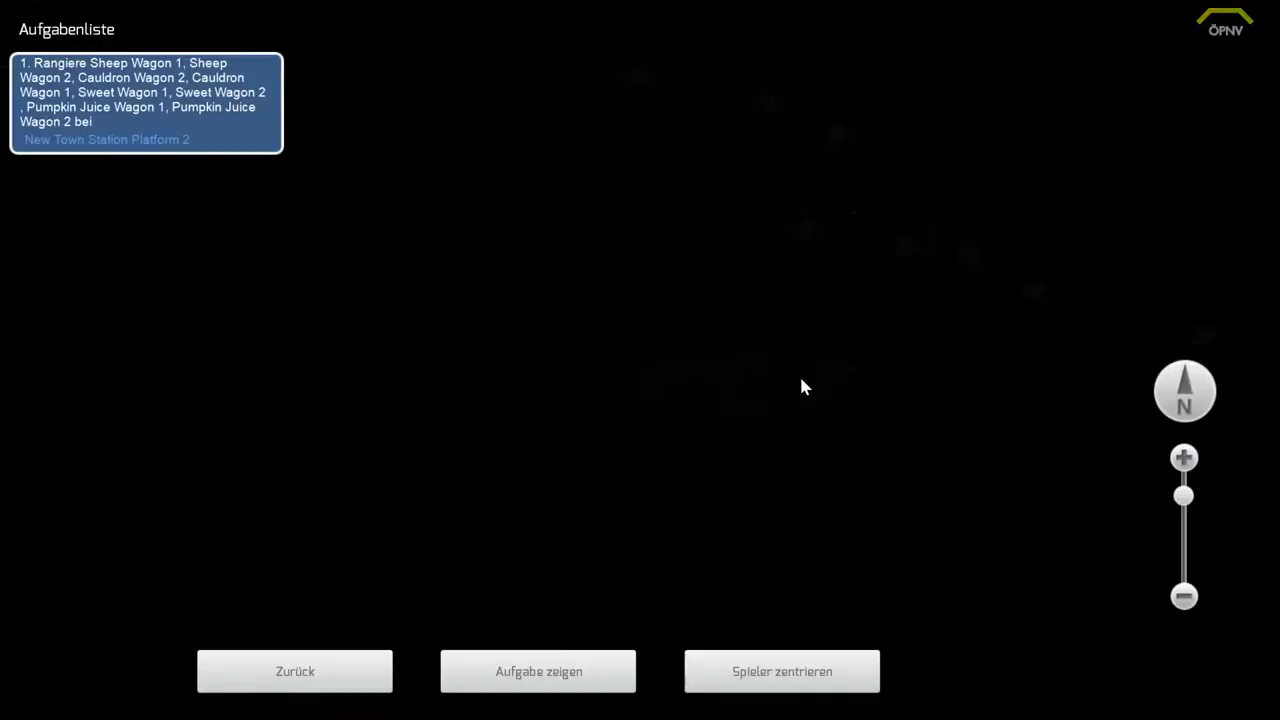 Aufgabenliste
ÖPNV
1. Rangiere Sheep Wagon 1, Sheep
Wagon 2, Cauldron Wagon 2, Cauldron
Wagon 1, Sweet Wagon 1, Sweet Wagon 2
, Pumpkin Juice Wagon 1, Pumpkin Juice
Wagon 2 bei
New Town Station Platform 2
N
Zurück
Aufgabe zeigen
Spieler zentrieren